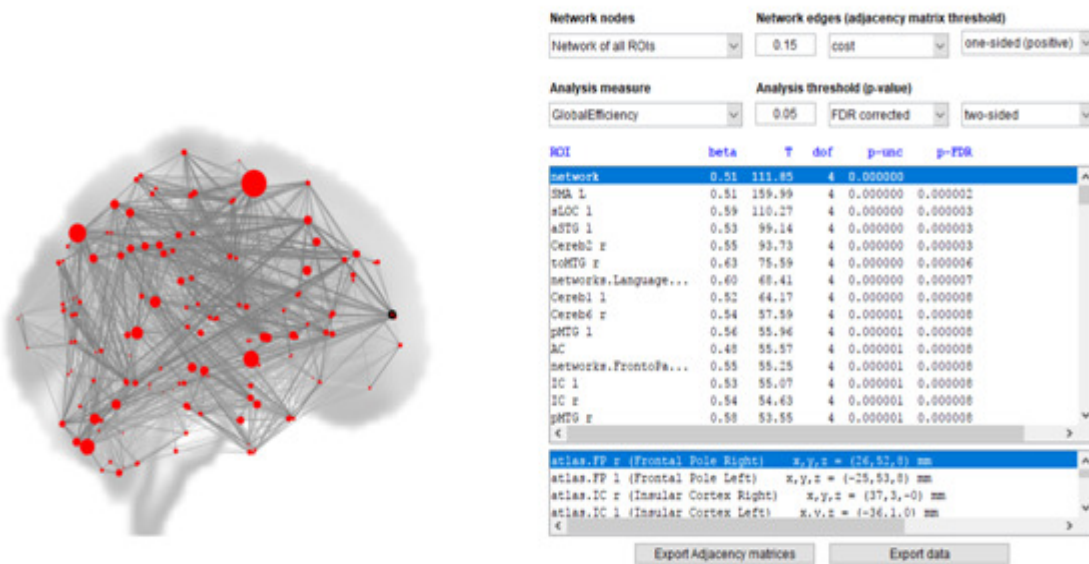 Network nodes Network edges (adjacency matrix threshold)
Network of all ROIs 0.15 cost one-sided (positive)
Analysis measure Analysis threshold (p-value)
GlobalEfficiency 0.05 FDR corrected two-sided
ROI beta T dof p-unc p-FDR
network 0.51 111.85 4 0.000000
SMA L 0.51 159.99 4 0.000000 0.000002
sLOC l 0.59 110.27 4 0.000000 0.000003
aSTG l 0.53 99.14 4 0.000000 0.000003
Cereb2 r 0.55 93.73 4 0.000000 0.000003
toMTG r 0.63 75.59 4 0.000000 0.000006
networks.Language... 0.60 68.41 4 0.000000 0.000007
Cereb1 l 0.52 64.17 4 0.000000 0.000008
Cereb6 r 0.54 57.59 4 0.000001 0.000008
pMTG l 0.56 55.96 4 0.000001 0.000008
AC 0.48 55.57 4 0.000001 0.000008
networks.FrontoPa... 0.55 55.25 4 0.000001 0.000008
IC l 0.53 55.07 4 0.000001 0.000008
IC r 0.54 54.63 4 0.000001 0.000008
pMTG r 0.58 53.55 4 0.000001 0.000008
atlas.FP r (Frontal Pole Right) x,y,z = (26,52,8) mm
atlas.FP l (Frontal Pole Left) x,y,z = (-25,53,8) mm
atlas.IC r (Insular Cortex Right) x,y,z = (37,3,-0) mm
atlas.IC l (Insular Cortex Left) x,y,z = (-36,1,0) mm
Export Adjacency matrices Export data